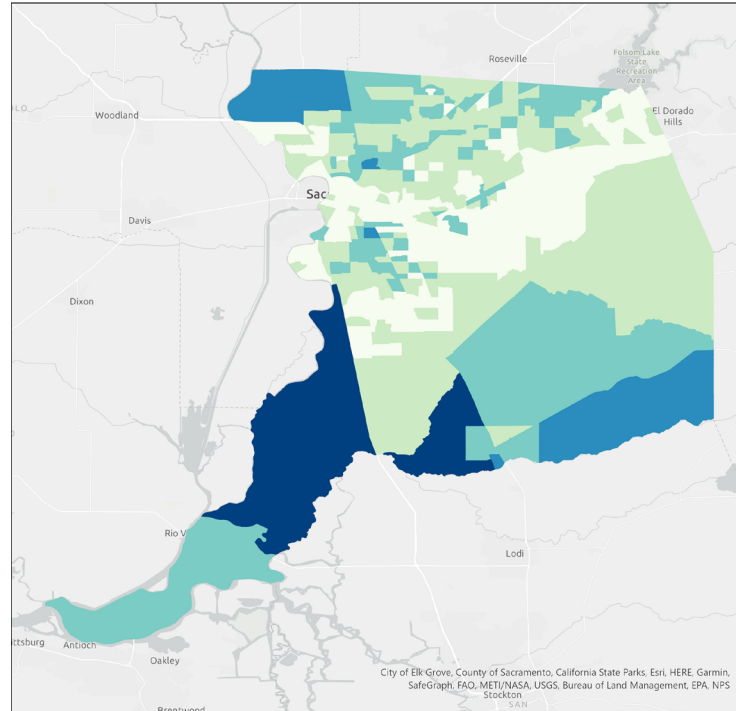 Roseville
Folsom Lake
State
Recreation
Area
OLO
Woodland
El Dorado
Hills
Sac
Davis
Dixon
Rio V
Lodi
ittsburg
Antioch
Oakley
City of Elk Grove, County of Sacramento, California State Parks, Esri, HERE, Garmin,
SafeGraph, FAO, METI/NASA, USGS, Bureau of Land Management, EPA, NPS
Stockton
SAN
Brentwood